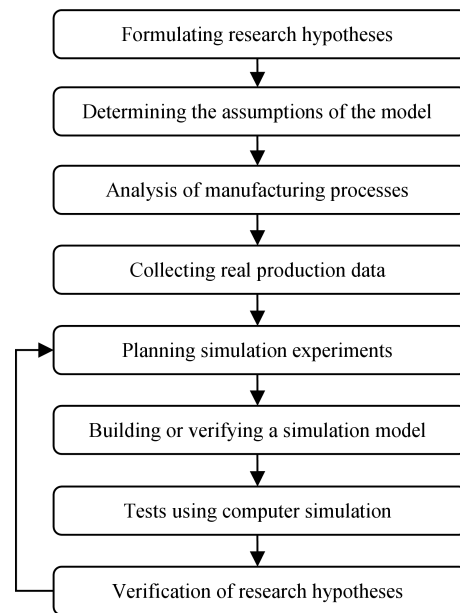 Formulating research hypotheses
Determining the assumptions of the model
Analysis of manufacturing processes
Collecting real production data
Planning simulation experiments
Building or verifying a simulation model
Tests using computer simulation
Verification of research hypotheses